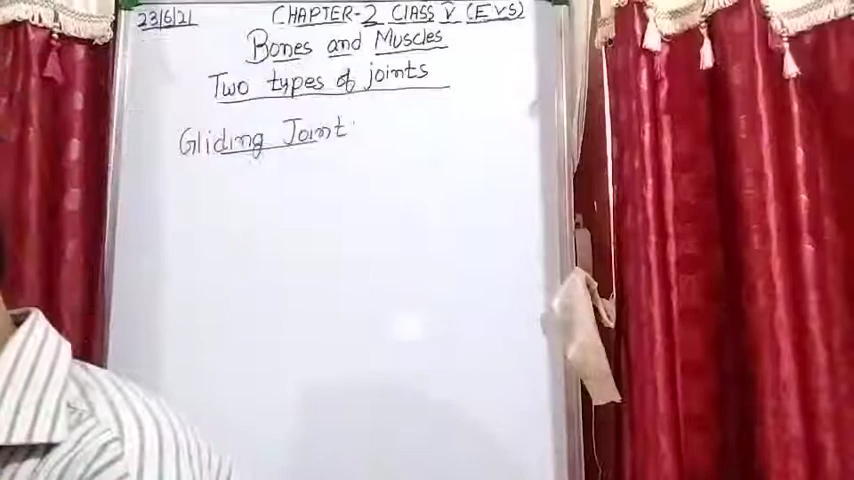 23/6/21 CHAPTER-2 CLASS V (EVS)
Bones and Muscles
Two types of joints
Gliding Joint